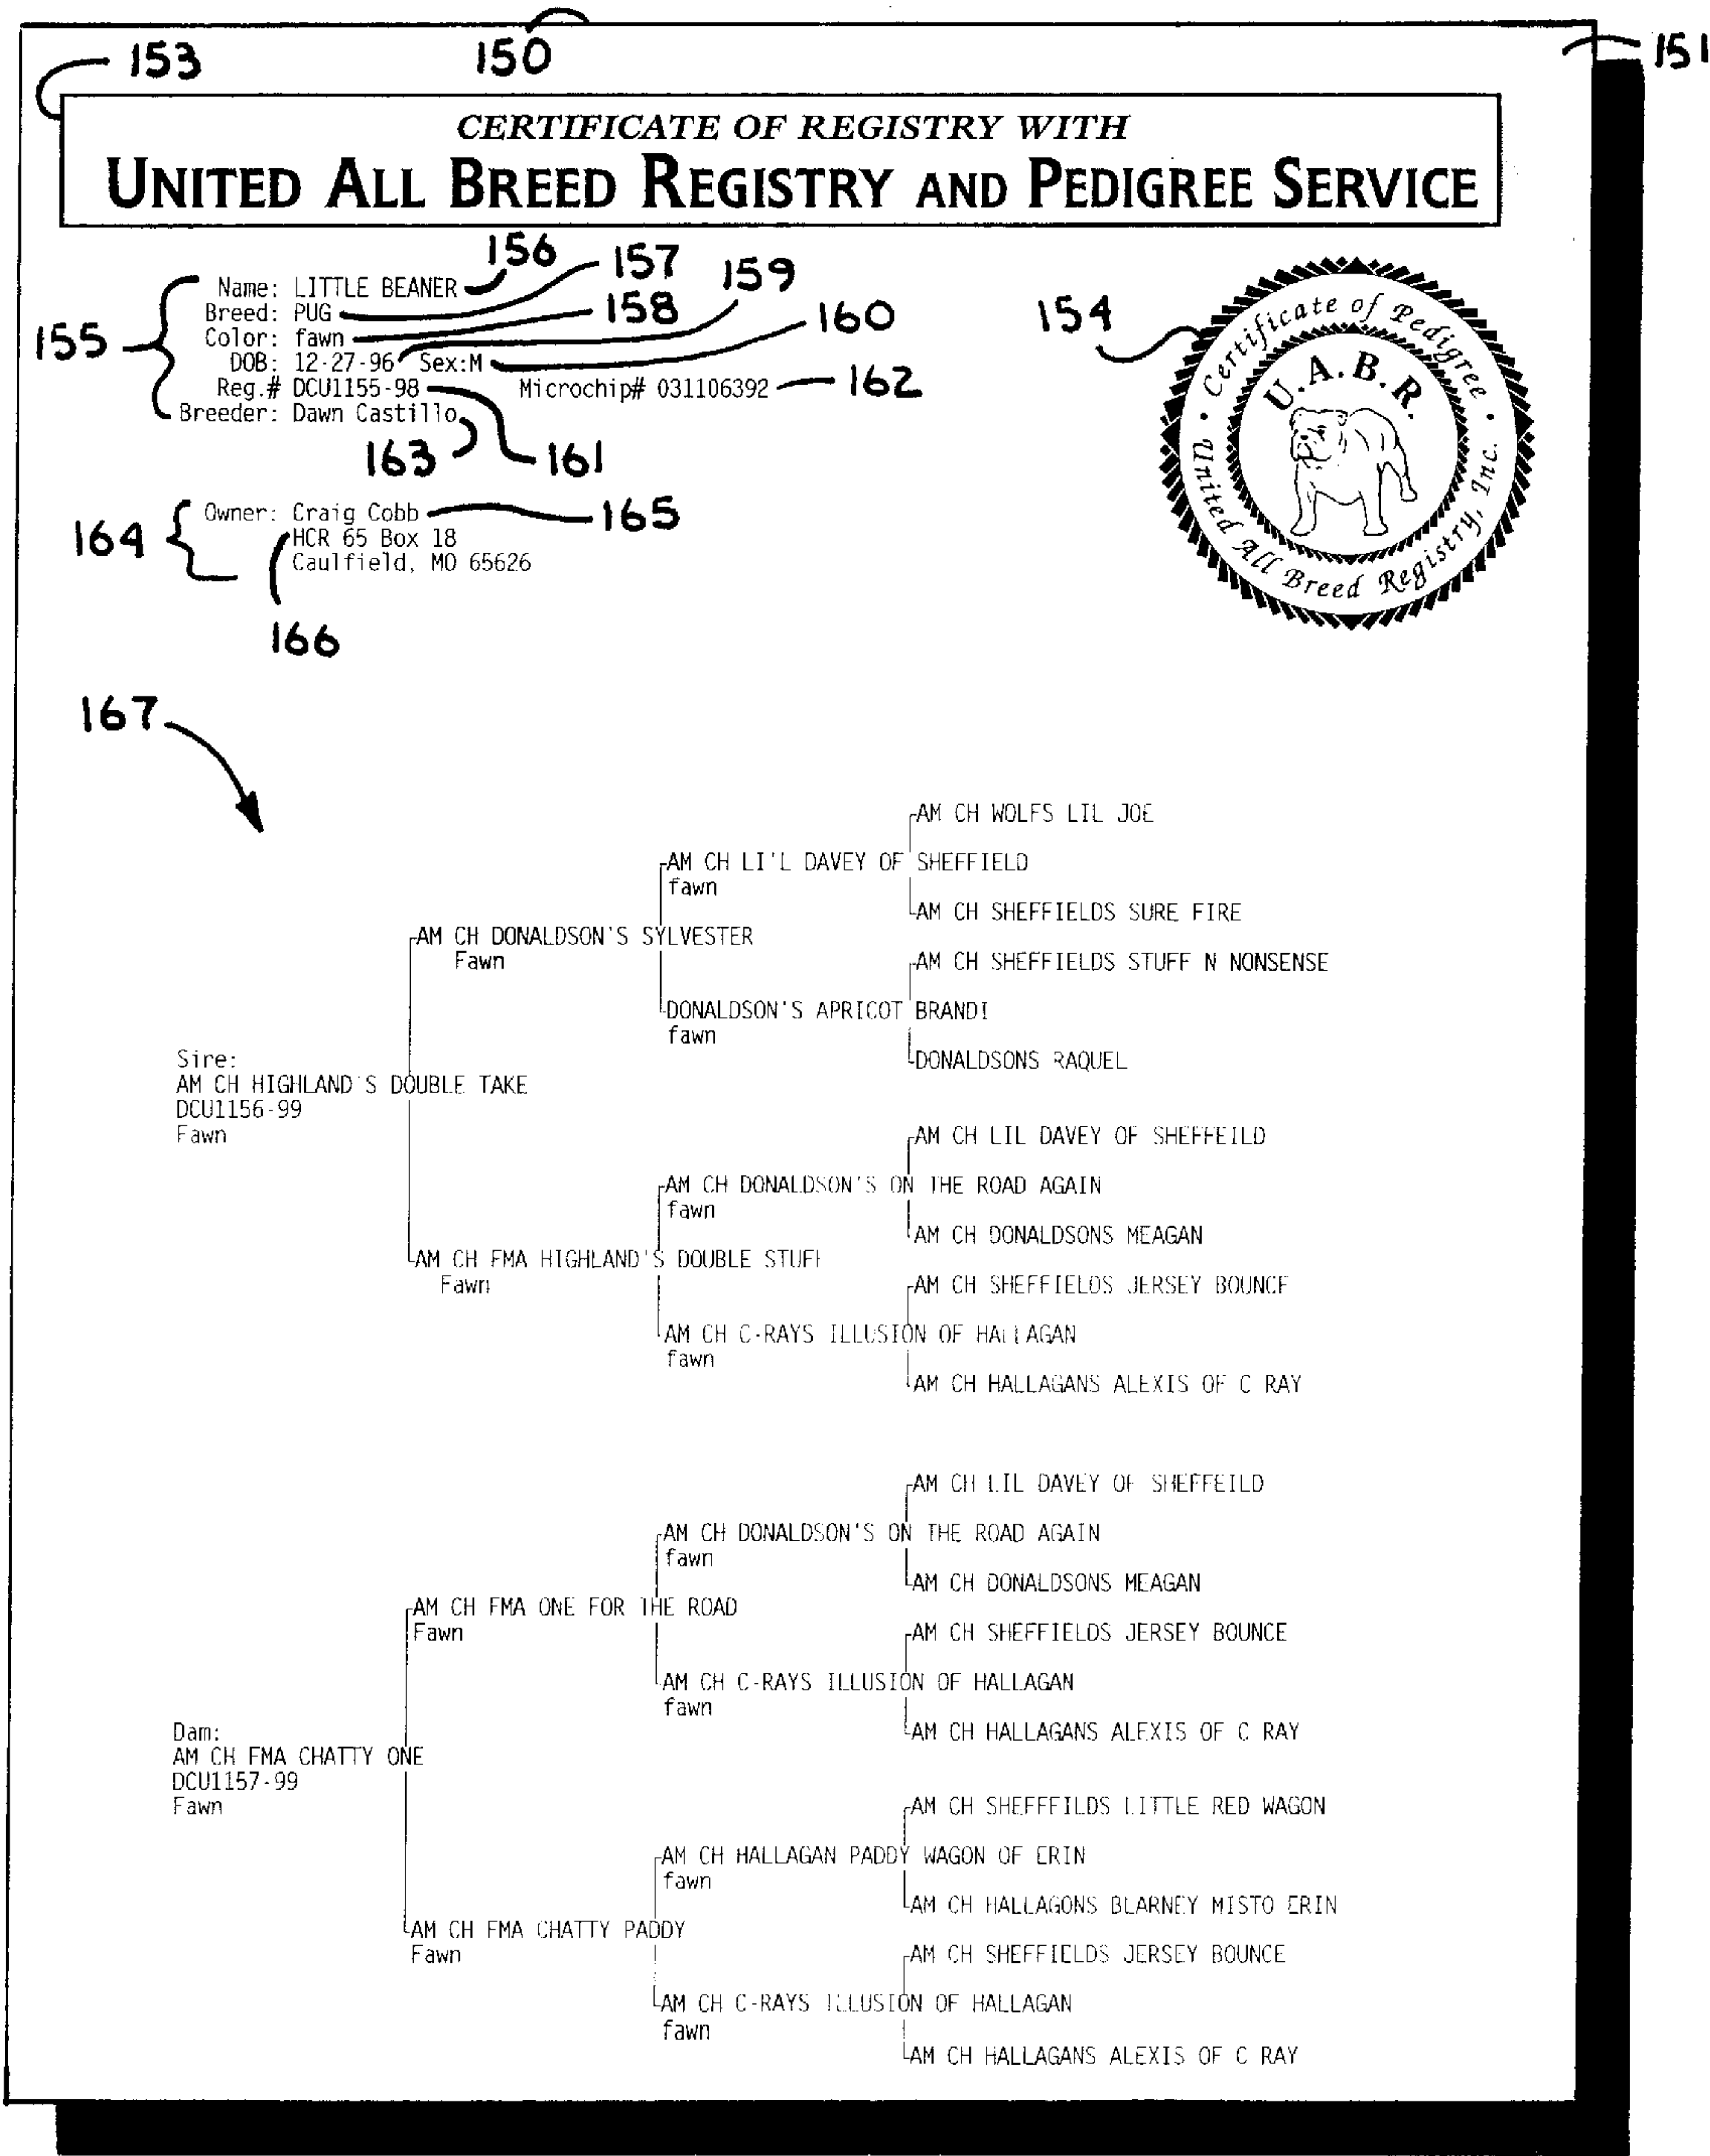 153
150
151
CERTIFICATE OF REGISTRY WITH
UNITED ALL BREED REGISTRY AND PEDIGREE SERVICE
156
157
159
Name: LITTLE BEANER
Breed: PUG
158
154
155
Color: fawn
160
DOB: 12-27-96 Sex:M
Reg.# DCU1155-98 Microchip# 031106392
162
Breeder: Dawn Castillo
163
161
Certificate of Pedigree
U.A.B.R.
United All Breed Registry, Inc.
164
Owner: Craig Cobb
165
HCR 65 Box 18
Caulfield, MO 65626
166
167
AM CH WOLFS LIL JOE
AM CH LI'L DAVEY OF SHEFFIELD
fawn
AM CH SHEFFIELDS SURE FIRE
AM CH DONALDSON'S SYLVESTER
Fawn
AM CH SHEFFIELDS STUFF N NONSENSE
DONALDSON'S APRICOT BRANDI
fawn
Sire:
DONALDSONS RAQUEL
AM CH HIGHLAND'S DOUBLE TAKE
DCU1156-99
Fawn
AM CH LIL DAVEY OF SHEFFEILD
AM CH DONALDSON'S ON THE ROAD AGAIN
fawn
AM CH DONALDSONS MEAGAN
AM CH FMA HIGHLAND'S DOUBLE STUFF
Fawn
AM CH SHEFFIELDS JERSEY BOUNCE
AM CH C-RAYS ILLUSION OF HALLAGAN
fawn
AM CH HALLAGANS ALEXIS OF C RAY
AM CH LIL DAVEY OF SHEFFEILD
AM CH DONALDSON'S ON THE ROAD AGAIN
fawn
AM CH DONALDSONS MEAGAN
AM CH FMA ONE FOR THE ROAD
Fawn
AM CH SHEFFIELDS JERSEY BOUNCE
AM CH C-RAYS ILLUSION OF HALLAGAN
fawn
Dam:
AM CH HALLAGANS ALEXIS OF C RAY
AM CH FMA CHATTY ONE
DCU1157-99
Fawn
AM CH SHEFFFILDS LITTLE RED WAGON
AM CH HALLAGAN PADDY WAGON OF ERIN
fawn
AM CH HALLAGONS BLARNEY MISTO ERIN
AM CH FMA CHATTY PADDY
Fawn
AM CH SHEFFIELDS JERSEY BOUNCE
AM CH C-RAYS ILLUSION OF HALLAGAN
fawn
AM CH HALLAGANS ALEXIS OF C RAY